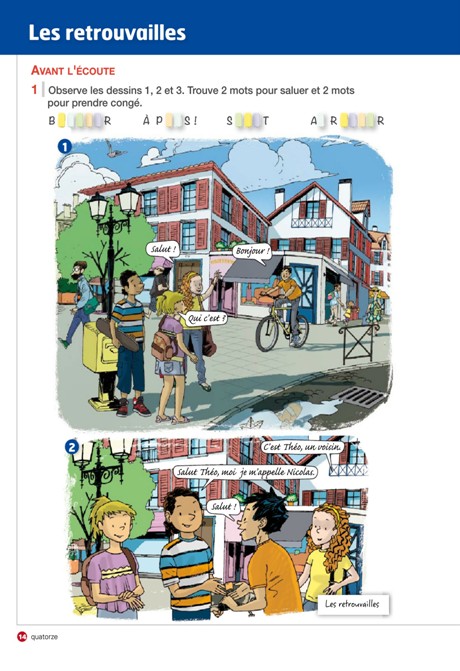 Les retrouvailles
AVANT L'ÉCOUTE
1 Observe les dessins 1, 2 et 3. Trouve 2 mots pour saluer et 2 mots
pour prendre congé.
B R À P S ! S T A R R
1
Salut !
Bonjour !
Qui c'est ?
2
C'est Théo, un voisin.
Salut Théo, moi je m'appelle Nicolas.
Salut !
Les retrouvailles
14 quatorze